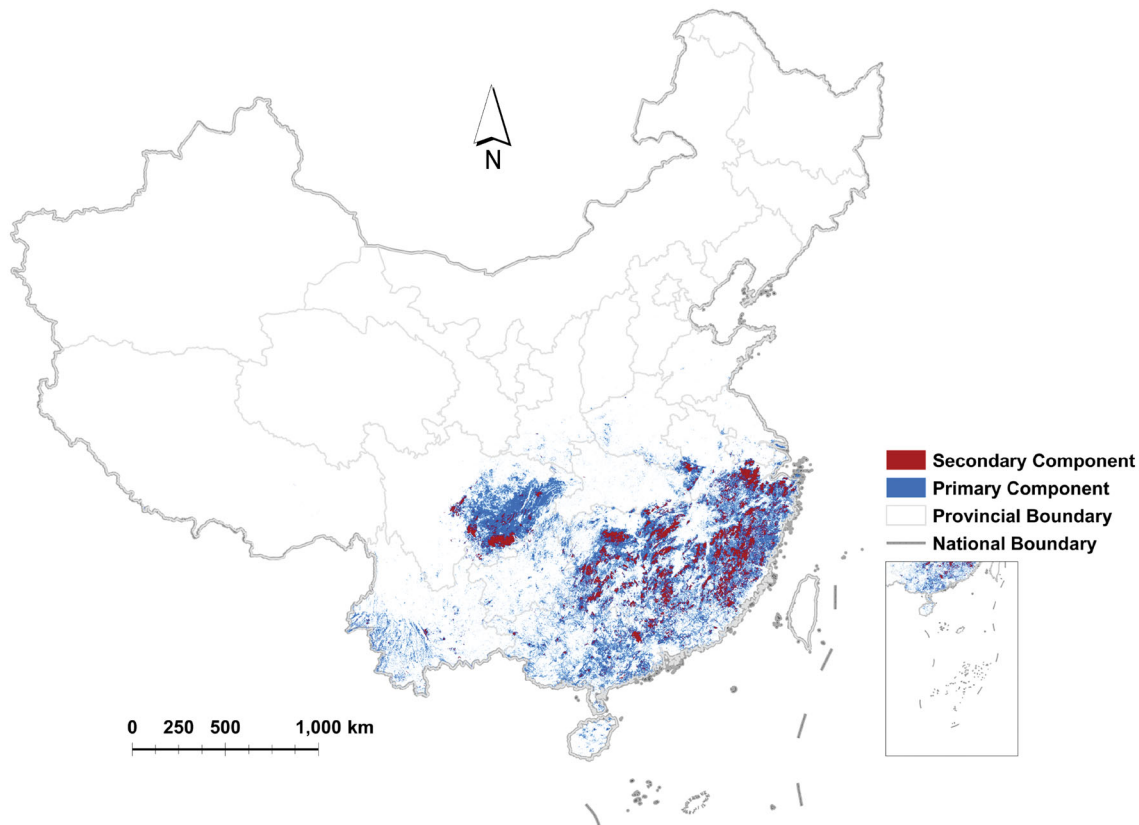 N
Secondary Component
Primary Component
Provincial Boundary
National Boundary
0 250 500 1,000 km